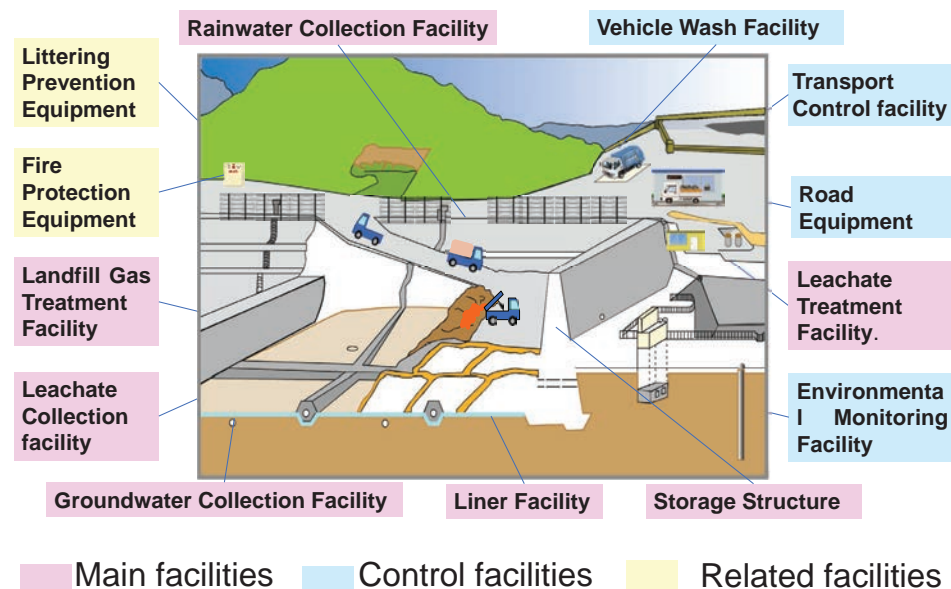 Rainwater Collection Facility
Vehicle Wash Facility
Littering
Prevention
Equipment
Transport
Control facility
Fire
Protection
Equipment
Road
Equipment
Landfill Gas
Treatment
Facility
Leachate
Treatment
Facility.
Leachate
Collection
facility
Environmenta
l Monitoring
Facility
Groundwater Collection Facility
Liner Facility
Storage Structure
Main facilities
Control facilities
Related facilities